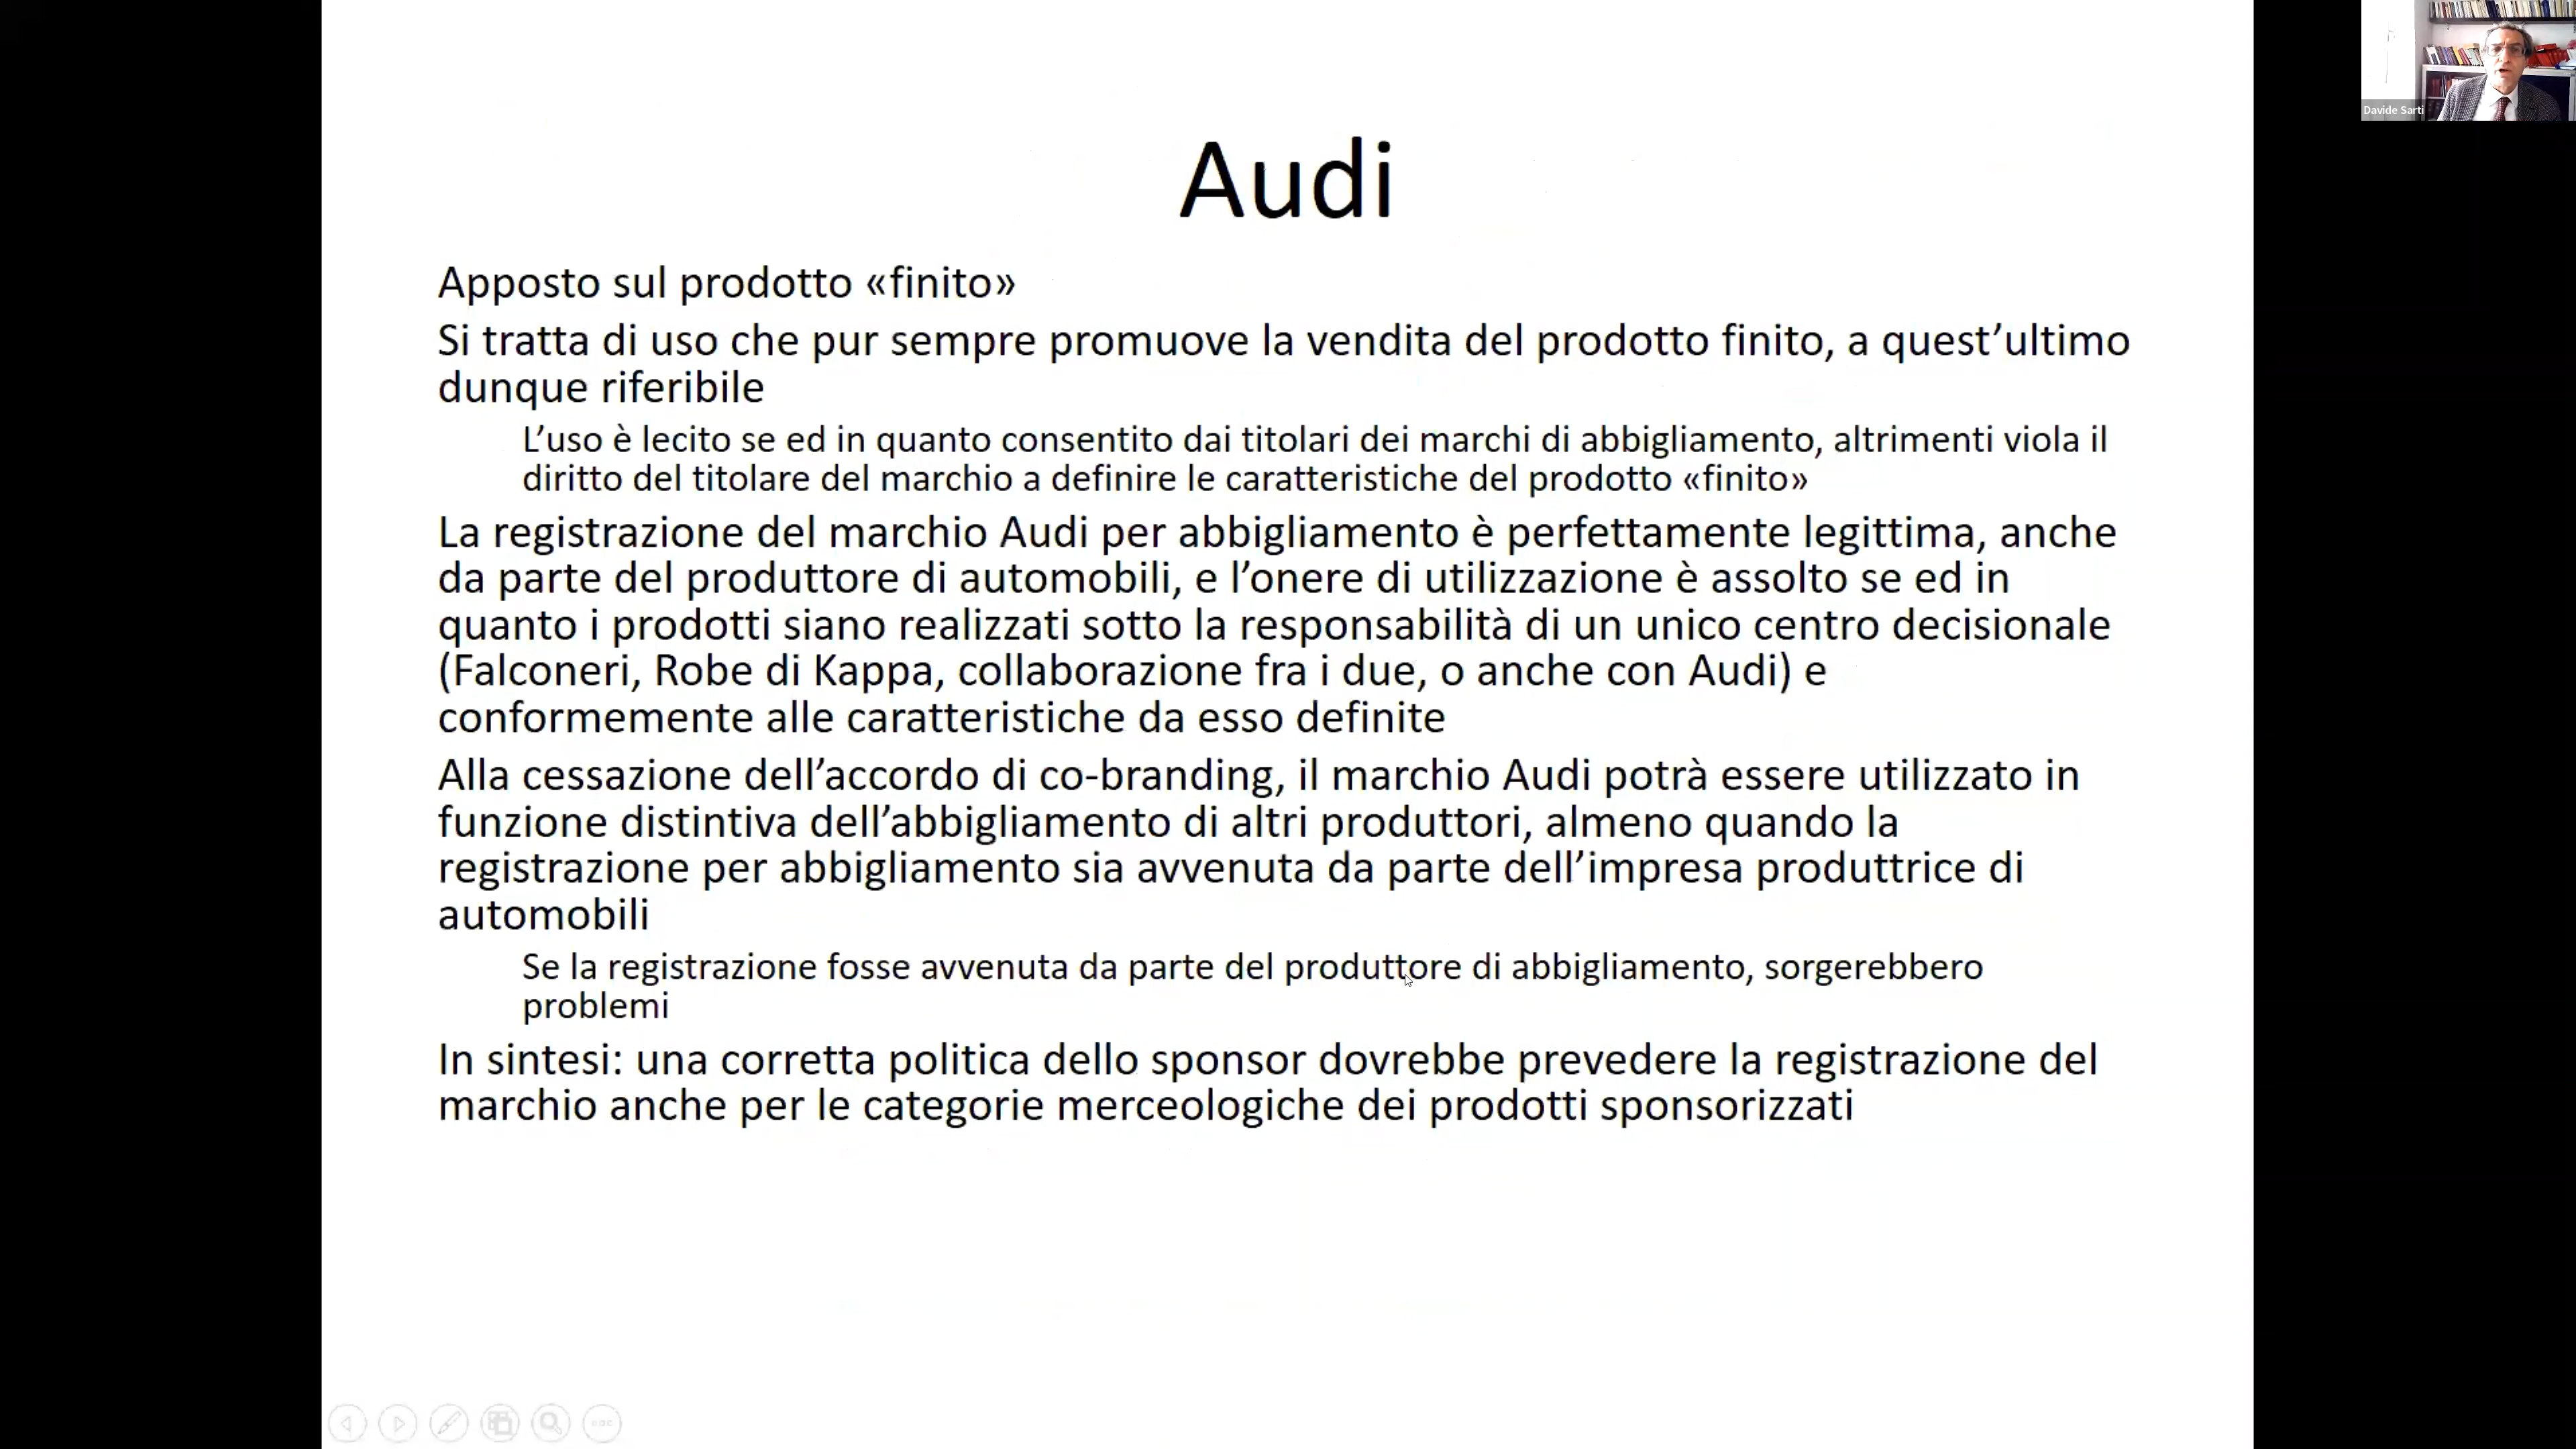 Davide Sarti
Audi
Apposto sul prodotto «finito»
Si tratta di uso che pur sempre promuove la vendita del prodotto finito, a quest’ultimo
dunque riferibile
L’uso è lecito se ed in quanto consentito dai titolari dei marchi di abbigliamento, altrimenti viola il
diritto del titolare del marchio a definire le caratteristiche del prodotto «finito»
La registrazione del marchio Audi per abbigliamento è perfettamente legittima, anche
da parte del produttore di automobili, e l’onere di utilizzazione è assolto se ed in
quanto i prodotti siano realizzati sotto la responsabilità di un unico centro decisionale
(Falconeri, Robe di Kappa, collaborazione fra i due, o anche con Audi) e
conformemente alle caratteristiche da esso definite
Alla cessazione dell’accordo di co-branding, il marchio Audi potrà essere utilizzato in
funzione distintiva dell’abbigliamento di altri produttori, almeno quando la
registrazione per abbigliamento sia avvenuta da parte dell’impresa produttrice di
automobili
Se la registrazione fosse avvenuta da parte del produttore di abbigliamento, sorgerebbero
problemi
In sintesi: una corretta politica dello sponsor dovrebbe prevedere la registrazione del
marchio anche per le categorie merceologiche dei prodotti sponsorizzati